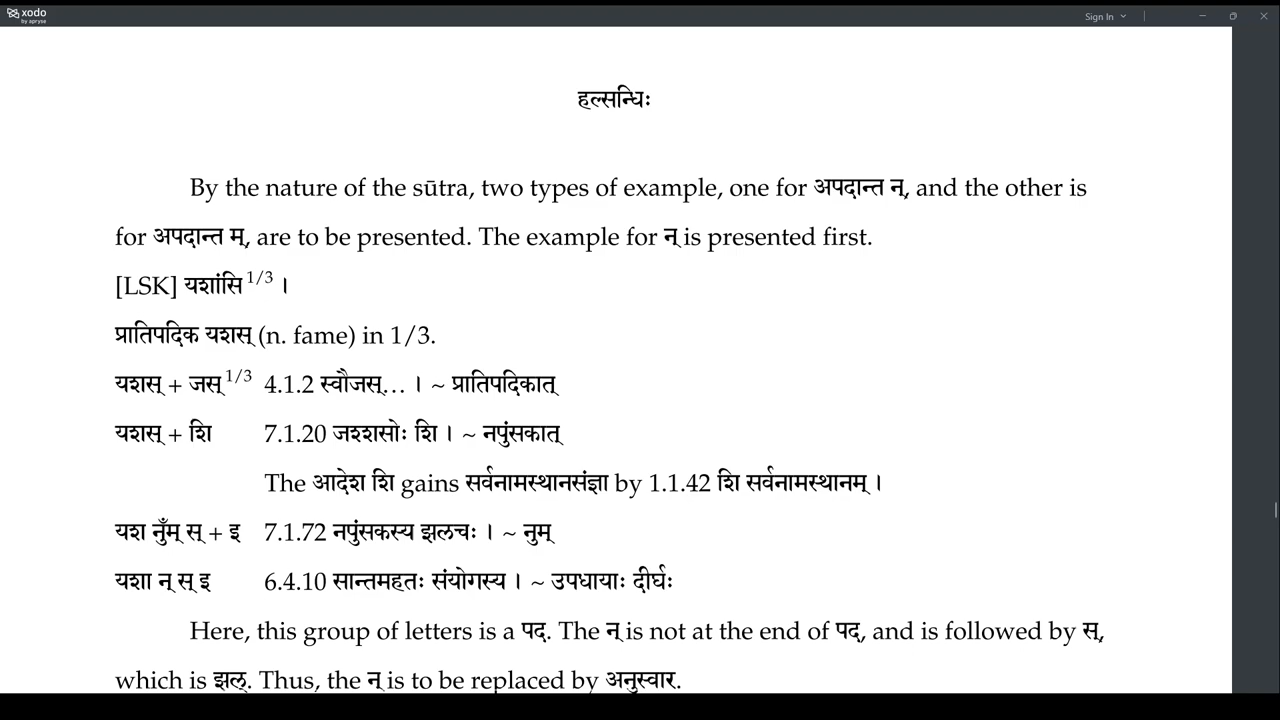 xodo
by apryse
Sign In
हल्सन्धिः
By the nature of the sūtra, two types of example, one for अपदान्त न्, and the other is
for अपदान्त म्, are to be presented. The example for न् is presented first.
[LSK] यशांसि 1/3 ।
प्रातिपदिक यशस् (n. fame) in 1/3.
यशस् + जस् 1/3 4.1.2 स्वौजस्… । ~ प्रातिपदिकात्
यशस् + शि 7.1.20 जश्शसोः शि । ~ नपुंसकात्
The आदेश शि gains सर्वनामस्थानसंज्ञा by 1.1.42 शि सर्वनामस्थानम् ।
यश नुँम् स् + इ 7.1.72 नपुंसकस्य झलचः । ~ नुम्
यशा न् स् इ 6.4.10 सान्तमहतः संयोगस्य । ~ उपधायाः दीर्घः
Here, this group of letters is a पद. The न् is not at the end of पद, and is followed by स्,
which is झल्. Thus, the न् is to be replaced by अनुस्वार.